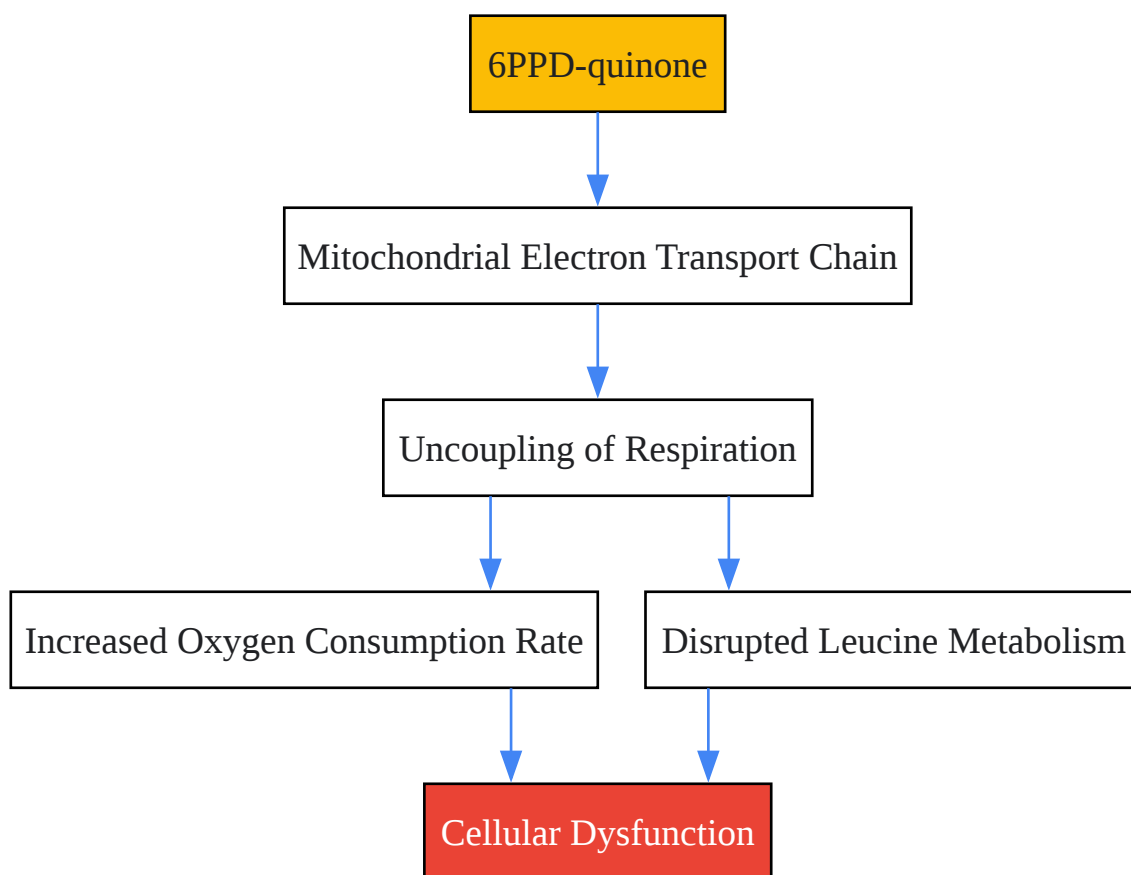 6PPD-quinone
Mitochondrial Electron Transport Chain
Uncoupling of Respiration
Increased Oxygen Consumption Rate
Disrupted Leucine Metabolism
Cellular Dysfunction